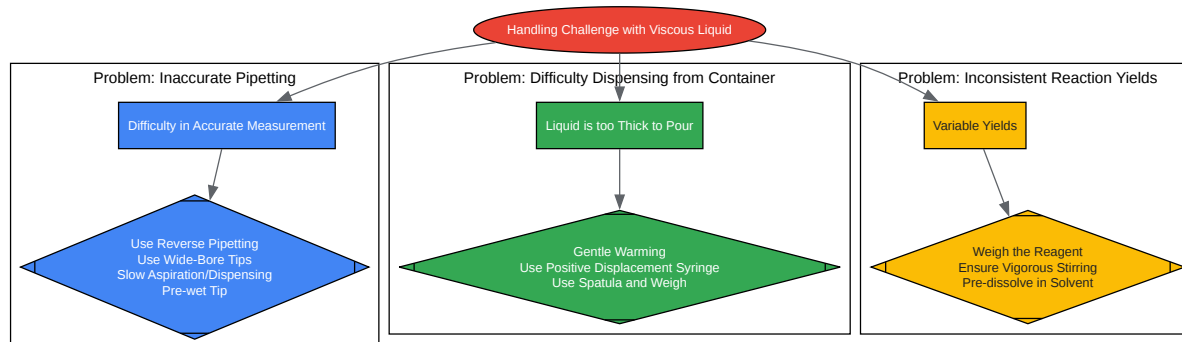 Handling Challenge with Viscous Liquid
Problem: Inaccurate Pipetting
Difficulty in Accurate Measurement
Use Reverse Pipetting
Use Wide-Bore Tips
Slow Aspiration/Dispensing
Pre-wet Tip
Problem: Difficulty Dispensing from Container
Liquid is too Thick to Pour
Gentle Warming
Use Positive Displacement Syringe
Use Spatula and Weigh
Problem: Inconsistent Reaction Yields
Variable Yields
Weigh the Reagent
Ensure Vigorous Stirring
Pre-dissolve in Solvent